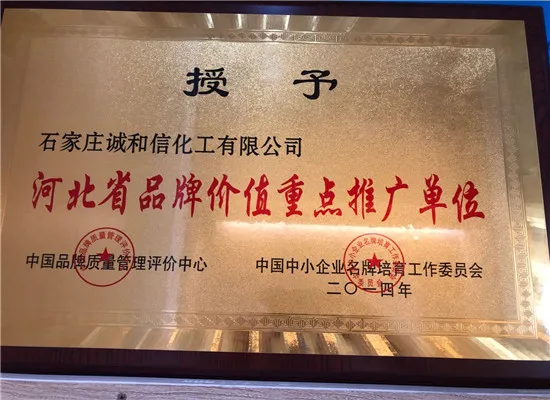 授予
石家庄诚和信化工有限公司
河北省品牌价值重点推广单位
中国品牌质量管理评价中心
中国中小企业名牌培育工作委员会
二〇一四年